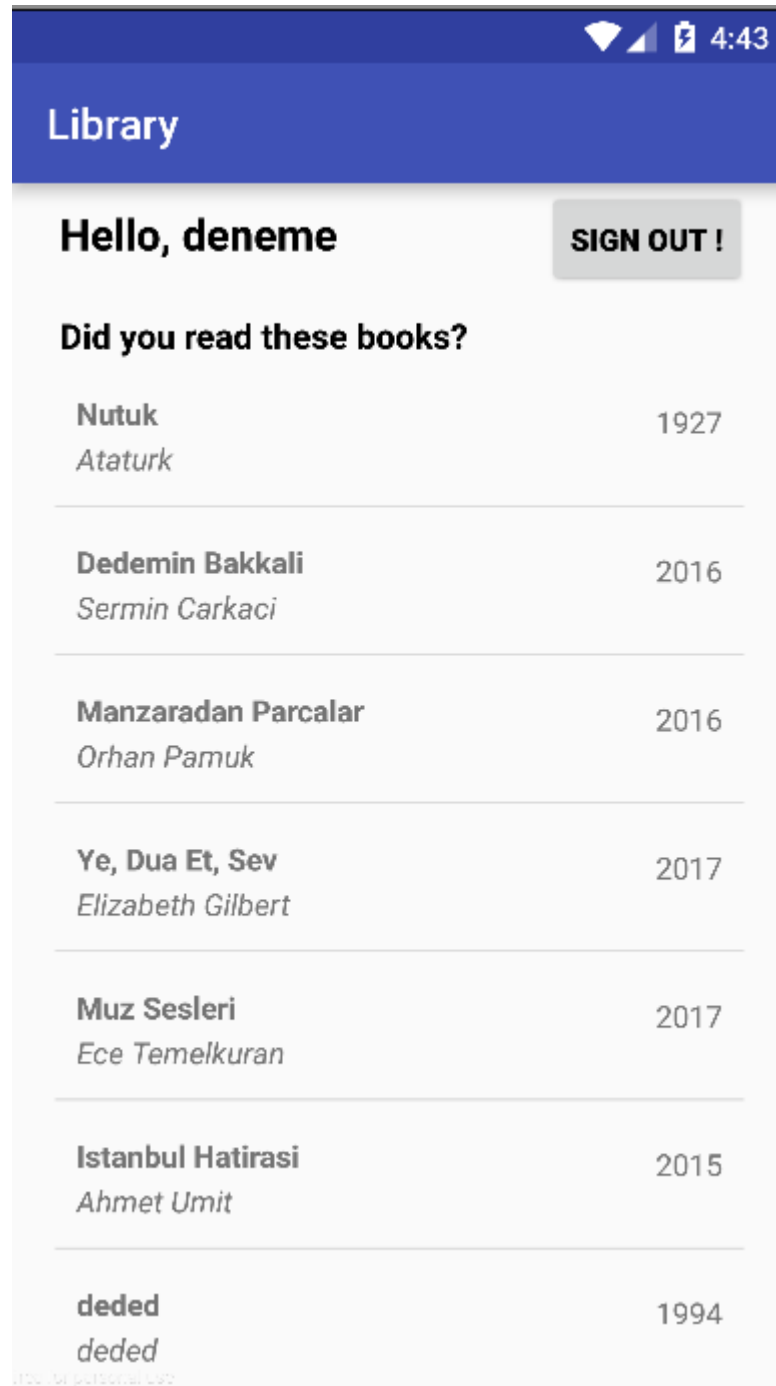 4:43
Library
Hello, deneme
SIGN OUT !
Did you read these books?
Nutuk
1927
Ataturk
Dedemin Bakkali
2016
Sermin Carkaci
Manzaradan Parcalar
2016
Orhan Pamuk
Ye, Dua Et, Sev
2017
Elizabeth Gilbert
Muz Sesleri
2017
Ece Temelkuran
Istanbul Hatirasi
2015
Ahmet Umit
deded
1994
deded